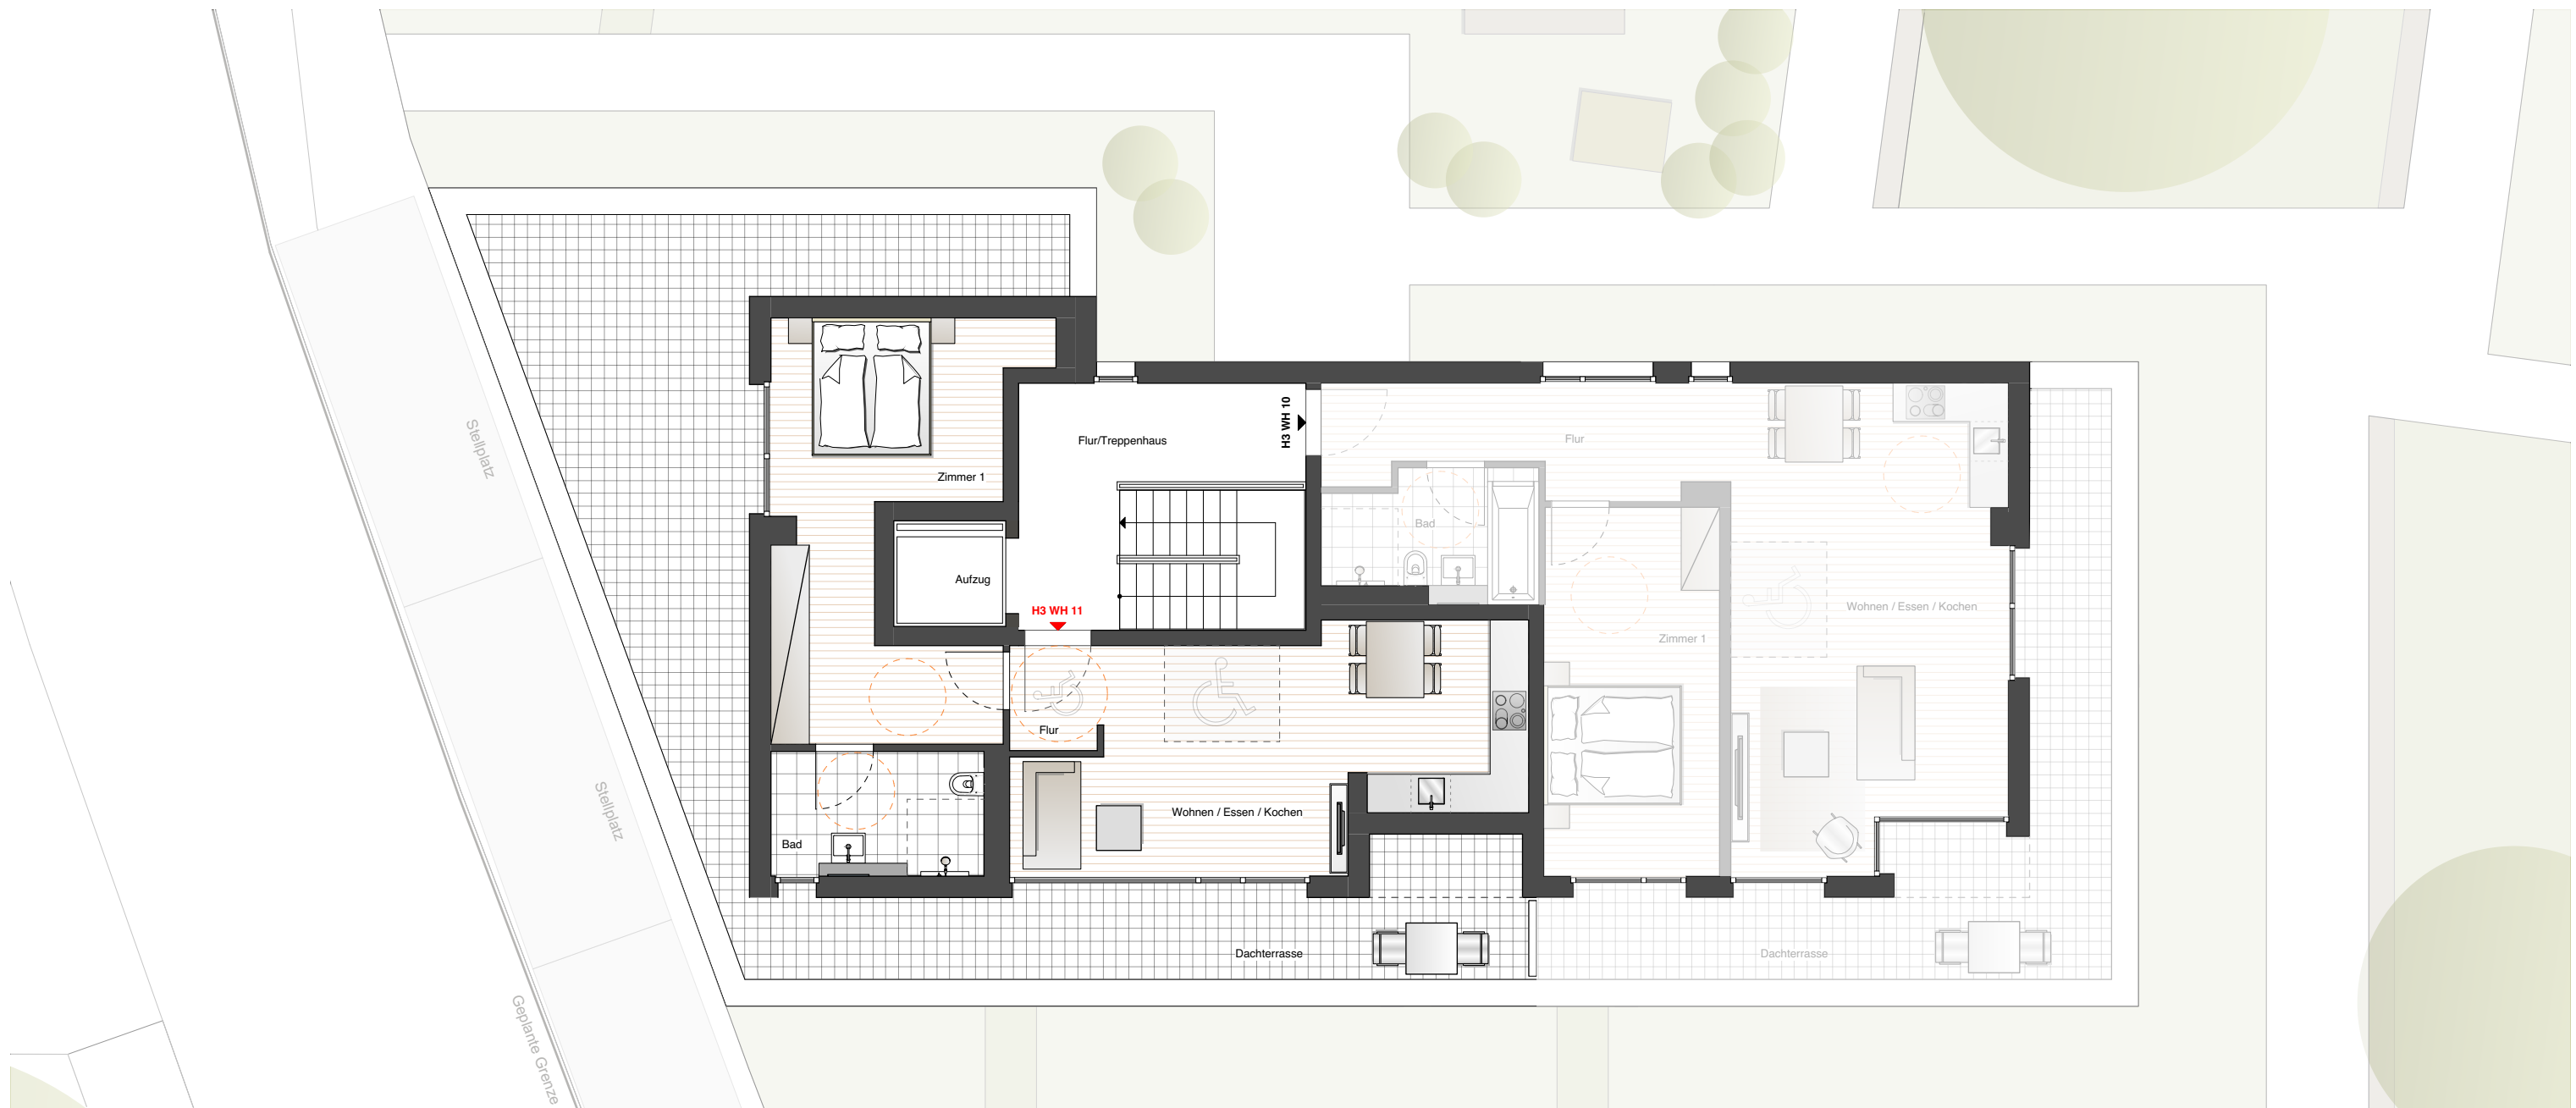 H3 WH 10
Flur/Treppenhaus
Flur
Stellplatz
Zimmer 1
Bad
Aufzug
H3 WH 11
Wohnen / Essen / Kochen
Zimmer 1
Flur
Stellplatz
Wohnen / Essen / Kochen
Bad
Dachterrasse
Dachterrasse
Geplante Grenze